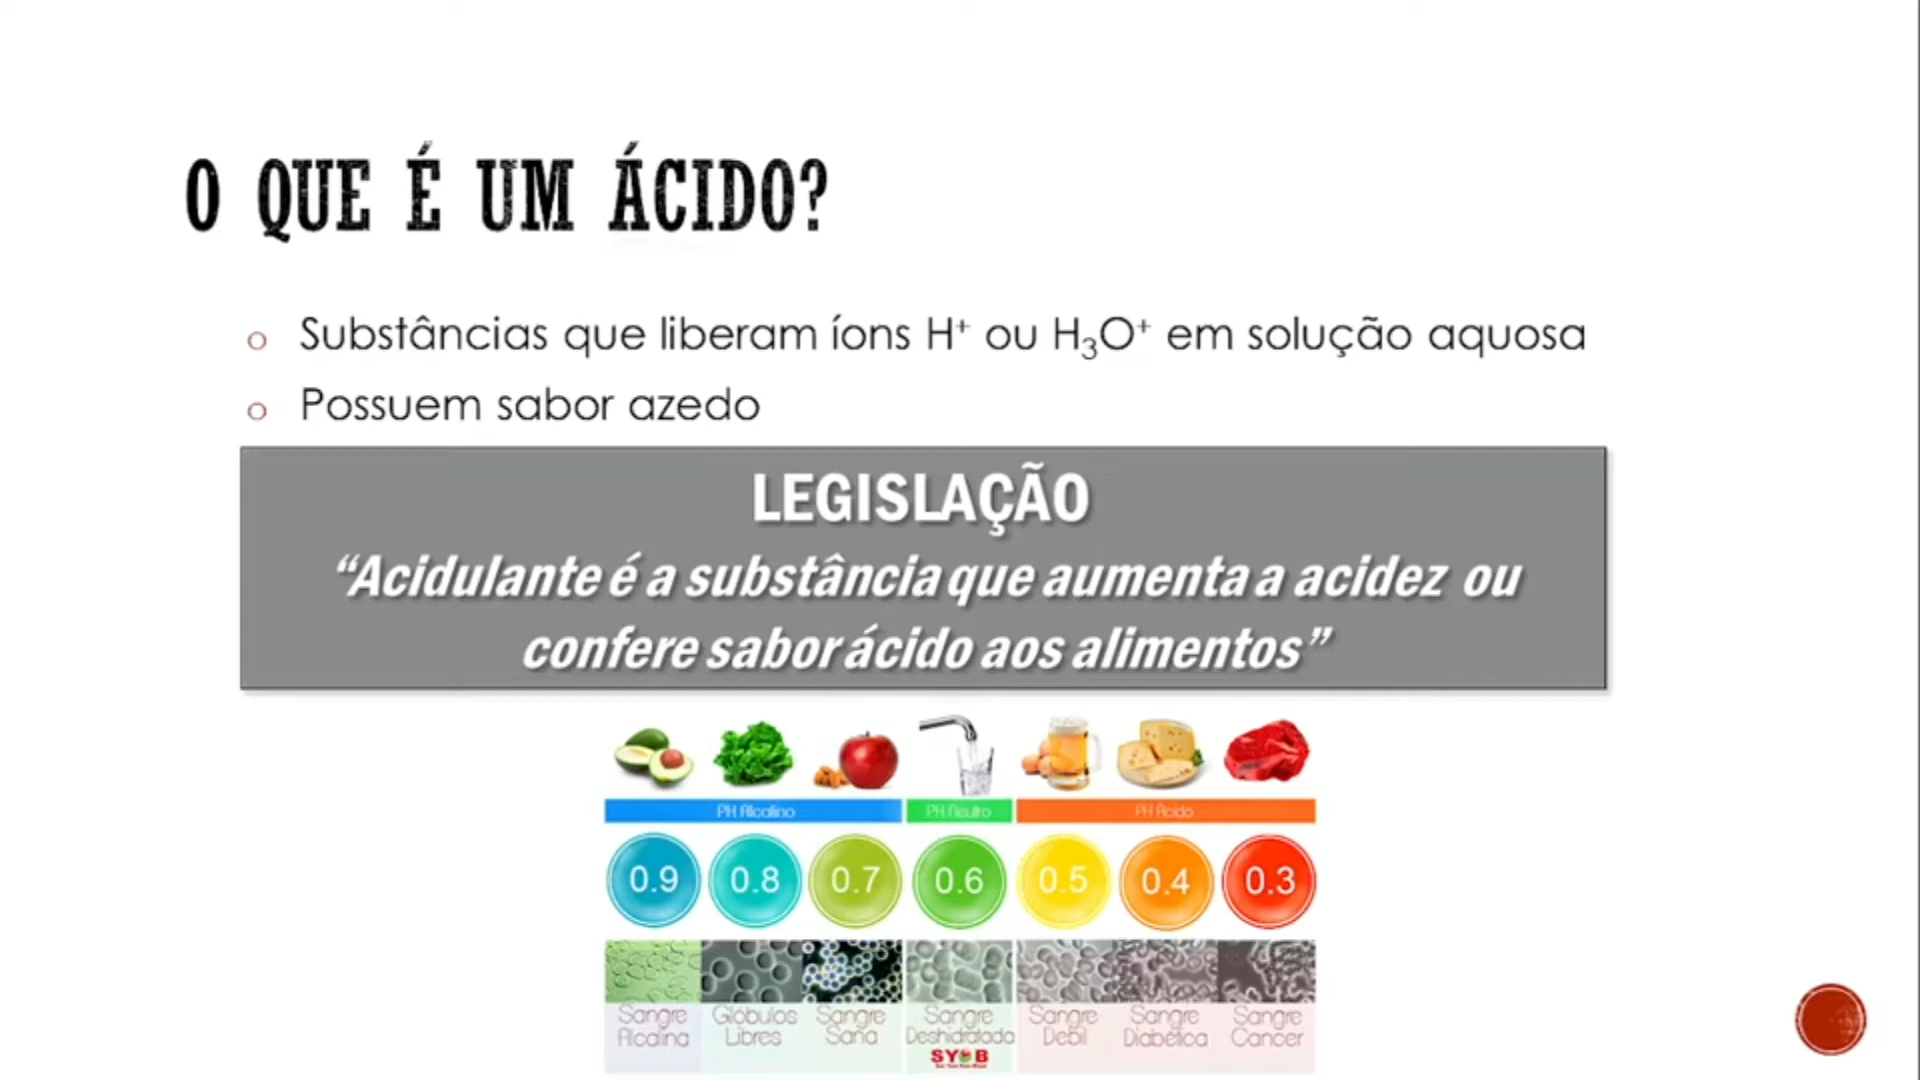 O QUE É UM ÁCIDO?
o Substâncias que liberam íons H⁺ ou H₃O⁺ em solução aquosa
o Possuem sabor azedo
LEGISLAÇÃO
“Acidulante é a substância que aumenta a acidez ou
confere sabor ácido aos alimentos”
PH Alcalino PH Neutro PH Ácido
0.9 0.8 0.7 0.6 0.5 0.4 0.3
Sangre Glóbulos Sangre Sangre Sangre Sangre Sangre
Alcalina Libres Sana Deshidratada Debil Diabética Cancer
SYOB